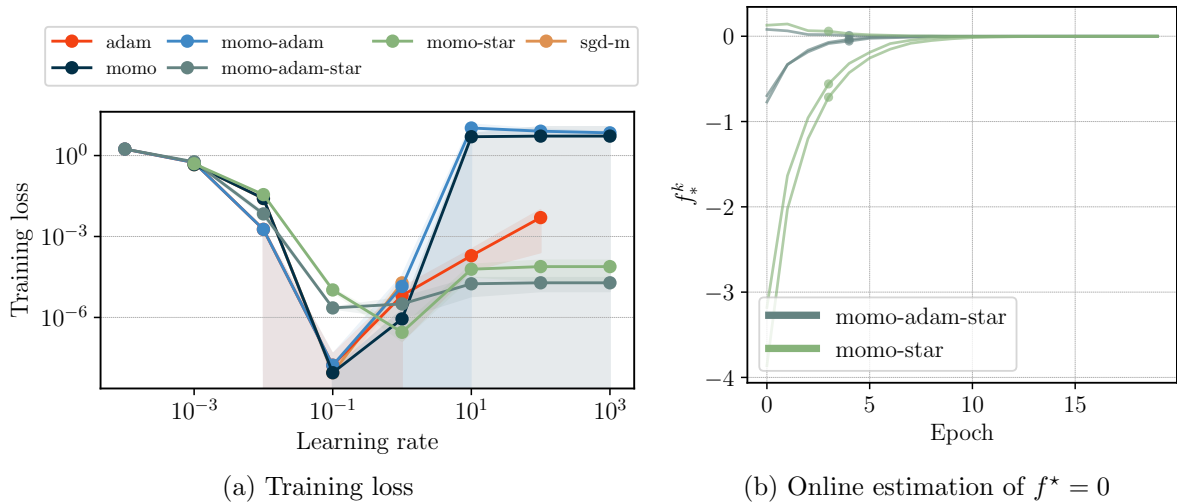 adam
momo-adam
momo-star
sgd-m
momo
momo-adam-star
Training loss
10^0
10^−3
10^−6
10^−3
10^−1
10^1
10^3
Learning rate
(a) Training loss
f_*^k
0
−1
−2
−3
−4
momo-adam-star
momo-star
0
5
10
15
Epoch
(b) Online estimation of f^⋆ = 0